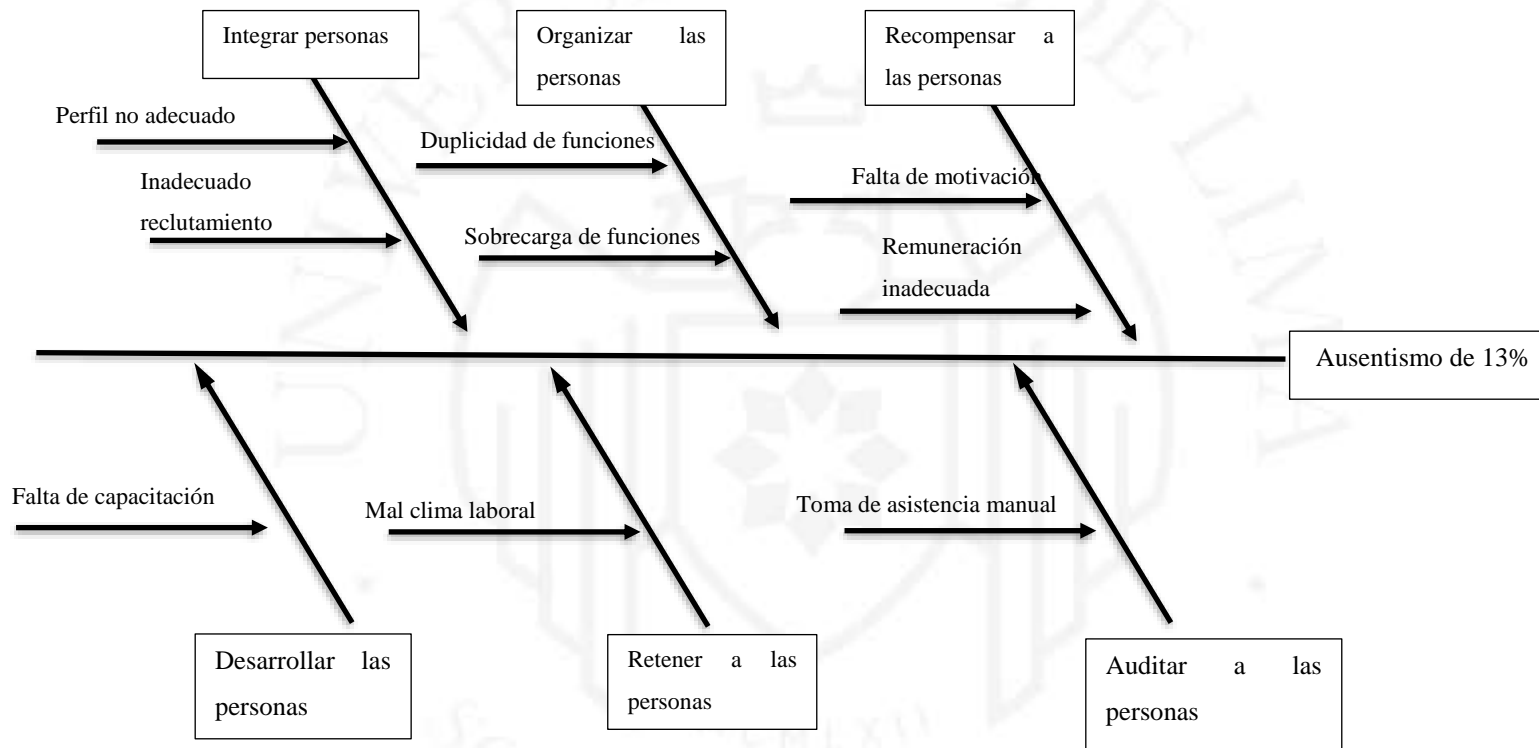 Integrar personas
Organizar las
personas
Recompensar a
las personas
Perfil no adecuado
Inadecuado
reclutamiento
Duplicidad de funciones
Sobrecarga de funciones
Falta de motivación
Remuneración
inadecuada
Ausentismo de 13%
Falta de capacitación
Mal clima laboral
Toma de asistencia manual
Desarrollar las
personas
Retener a las
personas
Auditar a las
personas